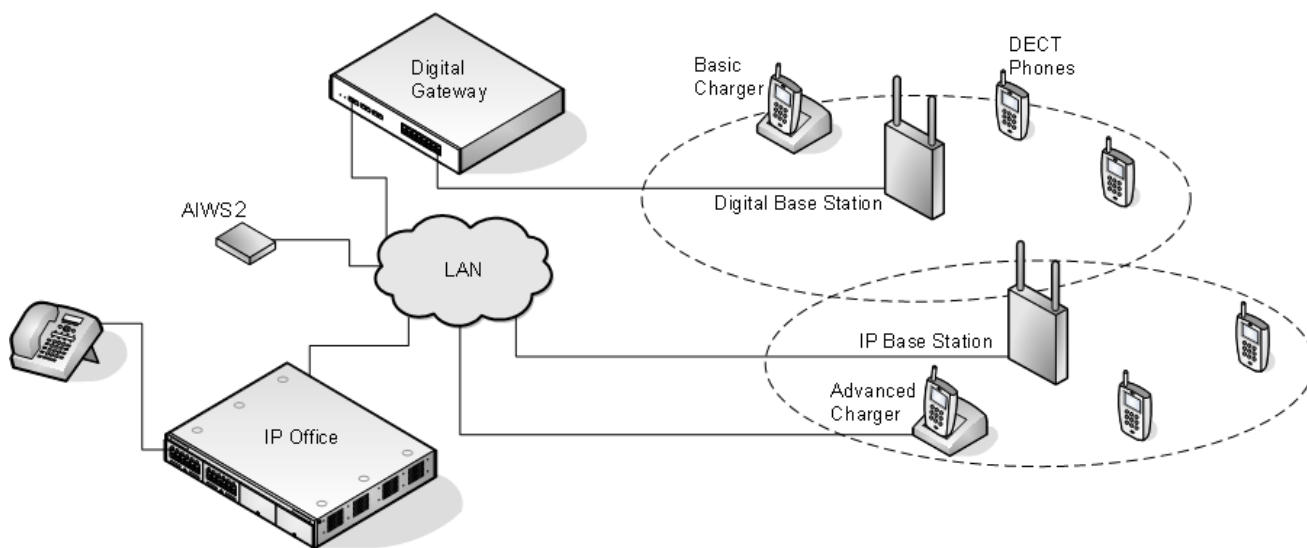 Digital
Gateway
Basic
Charger
DECT
Phones
Digital Base Station
AIWS2
LAN
IP Base Station
Advanced
Charger
IP Office